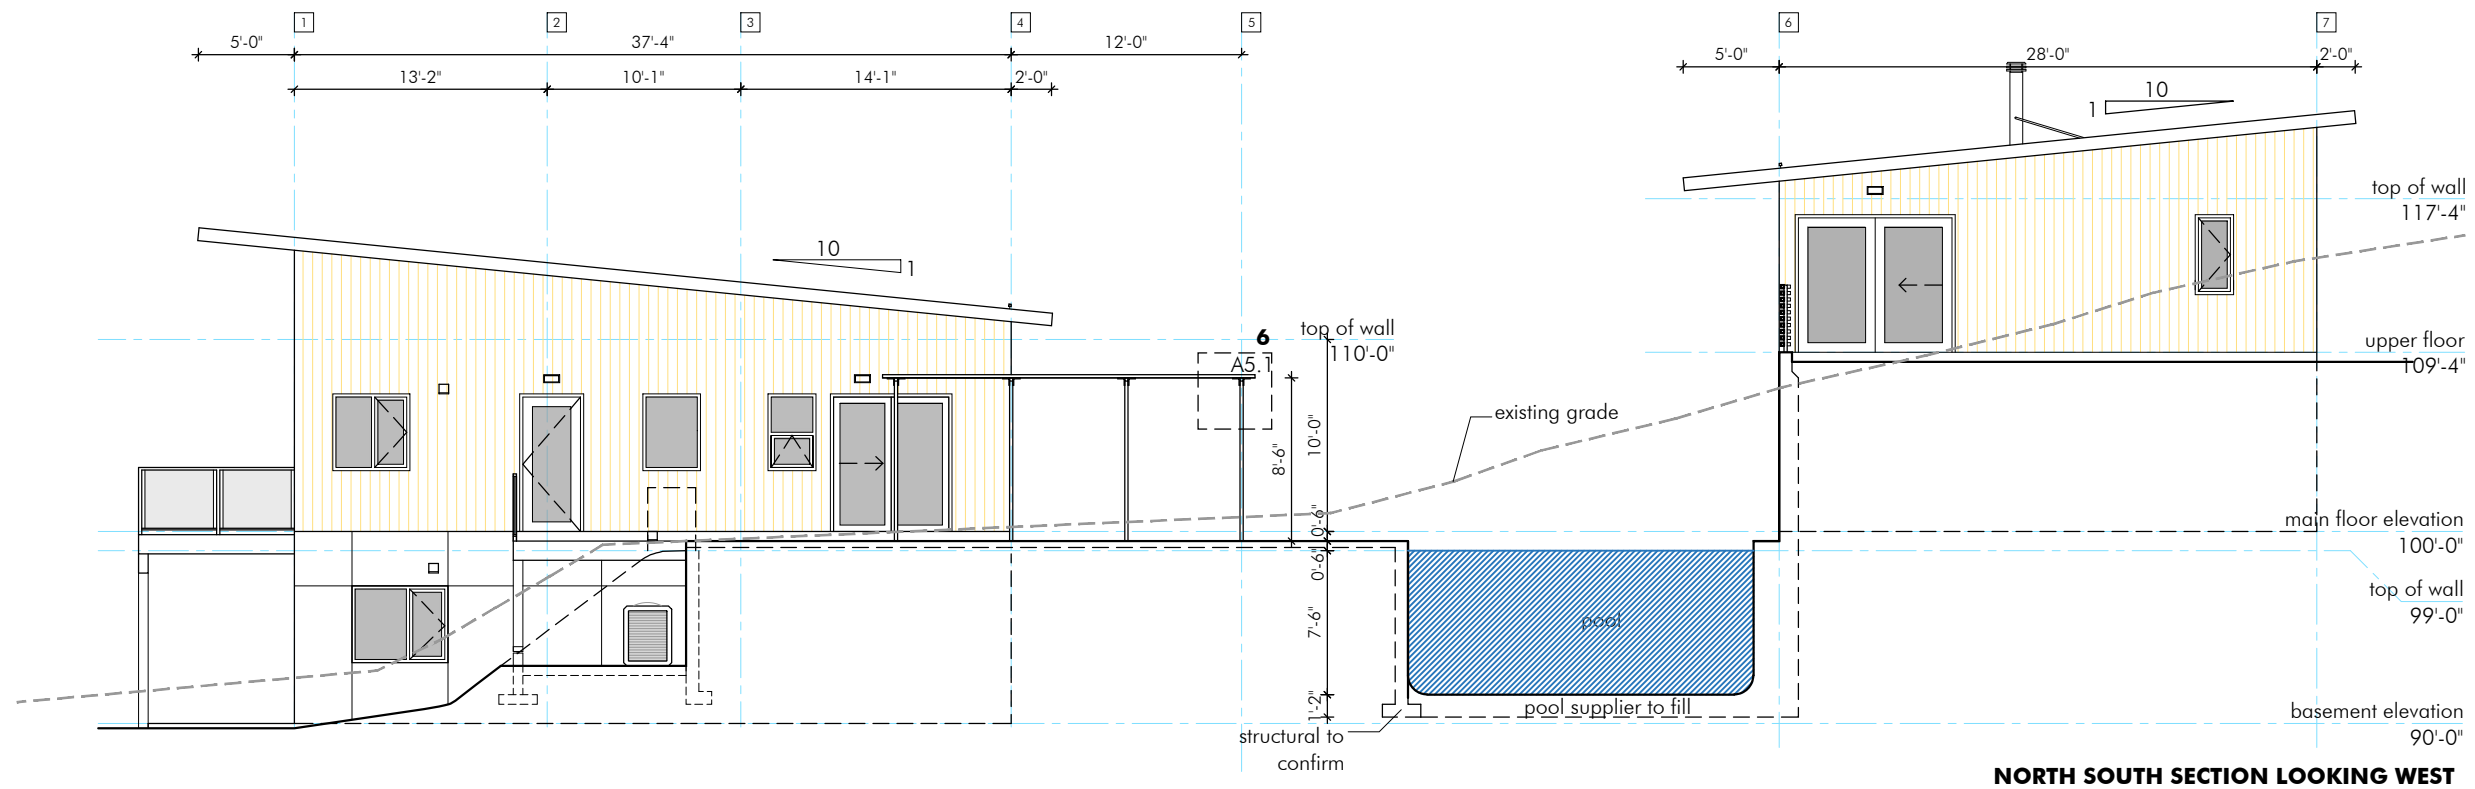 1
2
3
4
5
6
7
5'-0"
37'-4"
12'-0"
13'-2"
10'-1"
14'-1"
2'-0"
5'-0"
28'-0"
2'-0"
10
1
10
1
top of wall
117'-4"
upper floor
109'-4"
6
A5.1
top of wall
110'-0"
existing grade
10'-0"
8'-6"
0'-6"
0'-6"
7'-6"
1'-2"
main floor elevation
100'-0"
top of wall
99'-0"
pool
pool supplier to fill
structural to
confirm
basement elevation
90'-0"
NORTH SOUTH SECTION LOOKING WEST